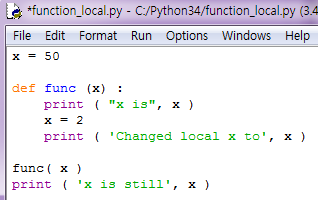 *function_local.py - C:/Python34/function_local.py (3.4
File Edit Format Run Options Windows Help
x = 50
def func (x) :
    print ( "x is", x )
    x = 2
    print ( 'Changed local x to', x )
func( x )
print ( 'x is still', x )